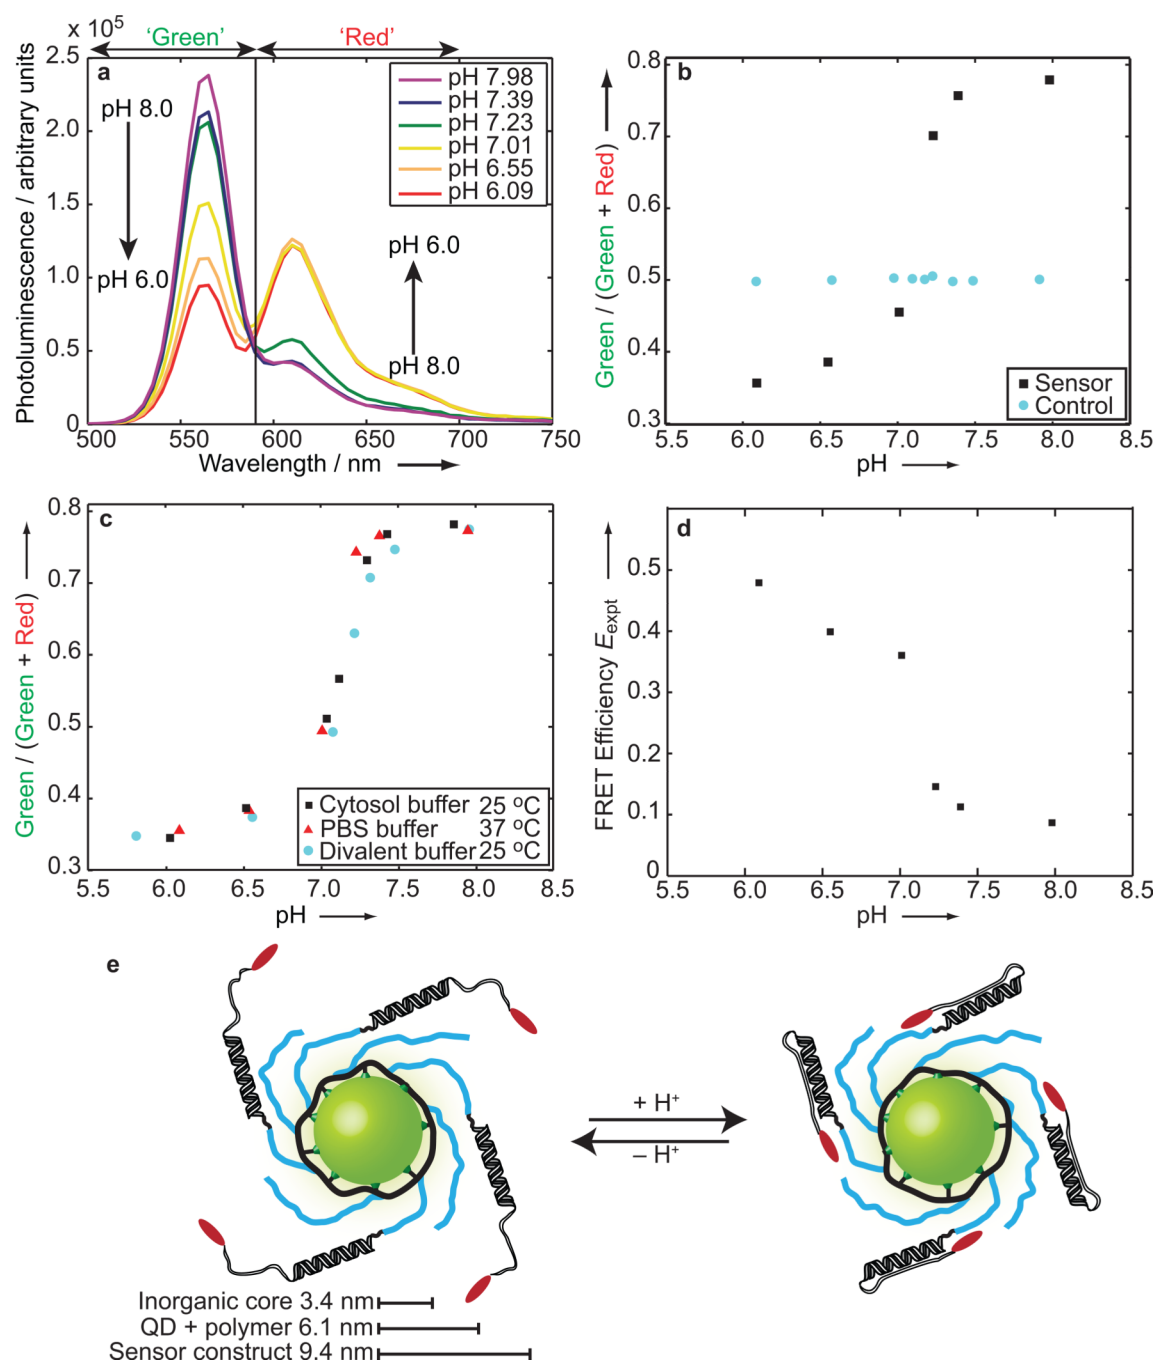 x 10⁵
'Green'
'Red'
a
2.5
2.0
1.5
1.0
0.5
0
Photoluminescence / arbitrary units
pH 8.0
pH 6.0
pH 7.98
pH 7.39
pH 7.23
pH 7.01
pH 6.55
pH 6.09
pH 6.0
pH 8.0
500 550 600 650 700 750
Wavelength / nm
b
0.8
0.7
0.6
0.5
0.4
0.3
Green / (Green + Red)
Sensor
Control
5.5 6.0 6.5 7.0 7.5 8.0 8.5
pH
c
0.8
0.7
0.6
0.5
0.4
0.3
Green / (Green + Red)
Cytosol buffer 25 ºC
PBS buffer 37 ºC
Divalent buffer 25 ºC
5.5 6.0 6.5 7.0 7.5 8.0 8.5
pH
d
0.5
0.4
0.3
0.2
0.1
0
FRET Efficiency Eexpt
5.5 6.0 6.5 7.0 7.5 8.0 8.5
pH
e
+ H⁺
– H⁺
Inorganic core 3.4 nm
QD + polymer 6.1 nm
Sensor construct 9.4 nm